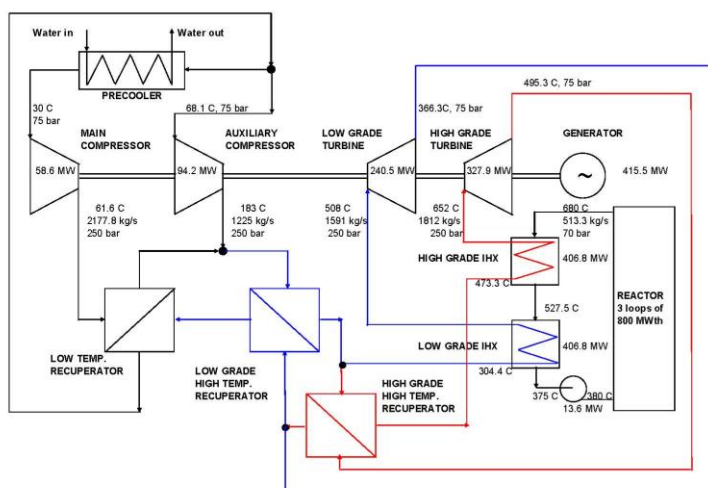 Water in
Water out
PRECOOLER
495.3 C, 75 bar
30 C
75 bar
68.1 C, 75 bar
366.3C, 75 bar
MAIN
COMPRESSOR
AUXILIARY
COMPRESSOR
LOW GRADE
TURBINE
HIGH GRADE
TURBINE
GENERATOR
58.6 MW
94.2 MW
240.5 MW
327.9 MW
~
415.5 MW
61.6 C
2177.8 kg/s
250 bar
183 C
1225 kg/s
250 bar
508 C
1591 kg/s
250 bar
652 C
1812 kg/s
250 bar
680 C
513.3 kg/s
70 bar
HIGH GRADE IHX
406.8 MW
473.3 C
527.5 C
REACTOR
3 loops of
800 MWth
LOW GRADE IHX
406.8 MW
304.4 C
375 C
380 C
13.6 MW
LOW TEMP.
RECUPERATOR
LOW GRADE
HIGH TEMP.
RECUPERATOR
HIGH GRADE
HIGH TEMP.
RECUPERATOR